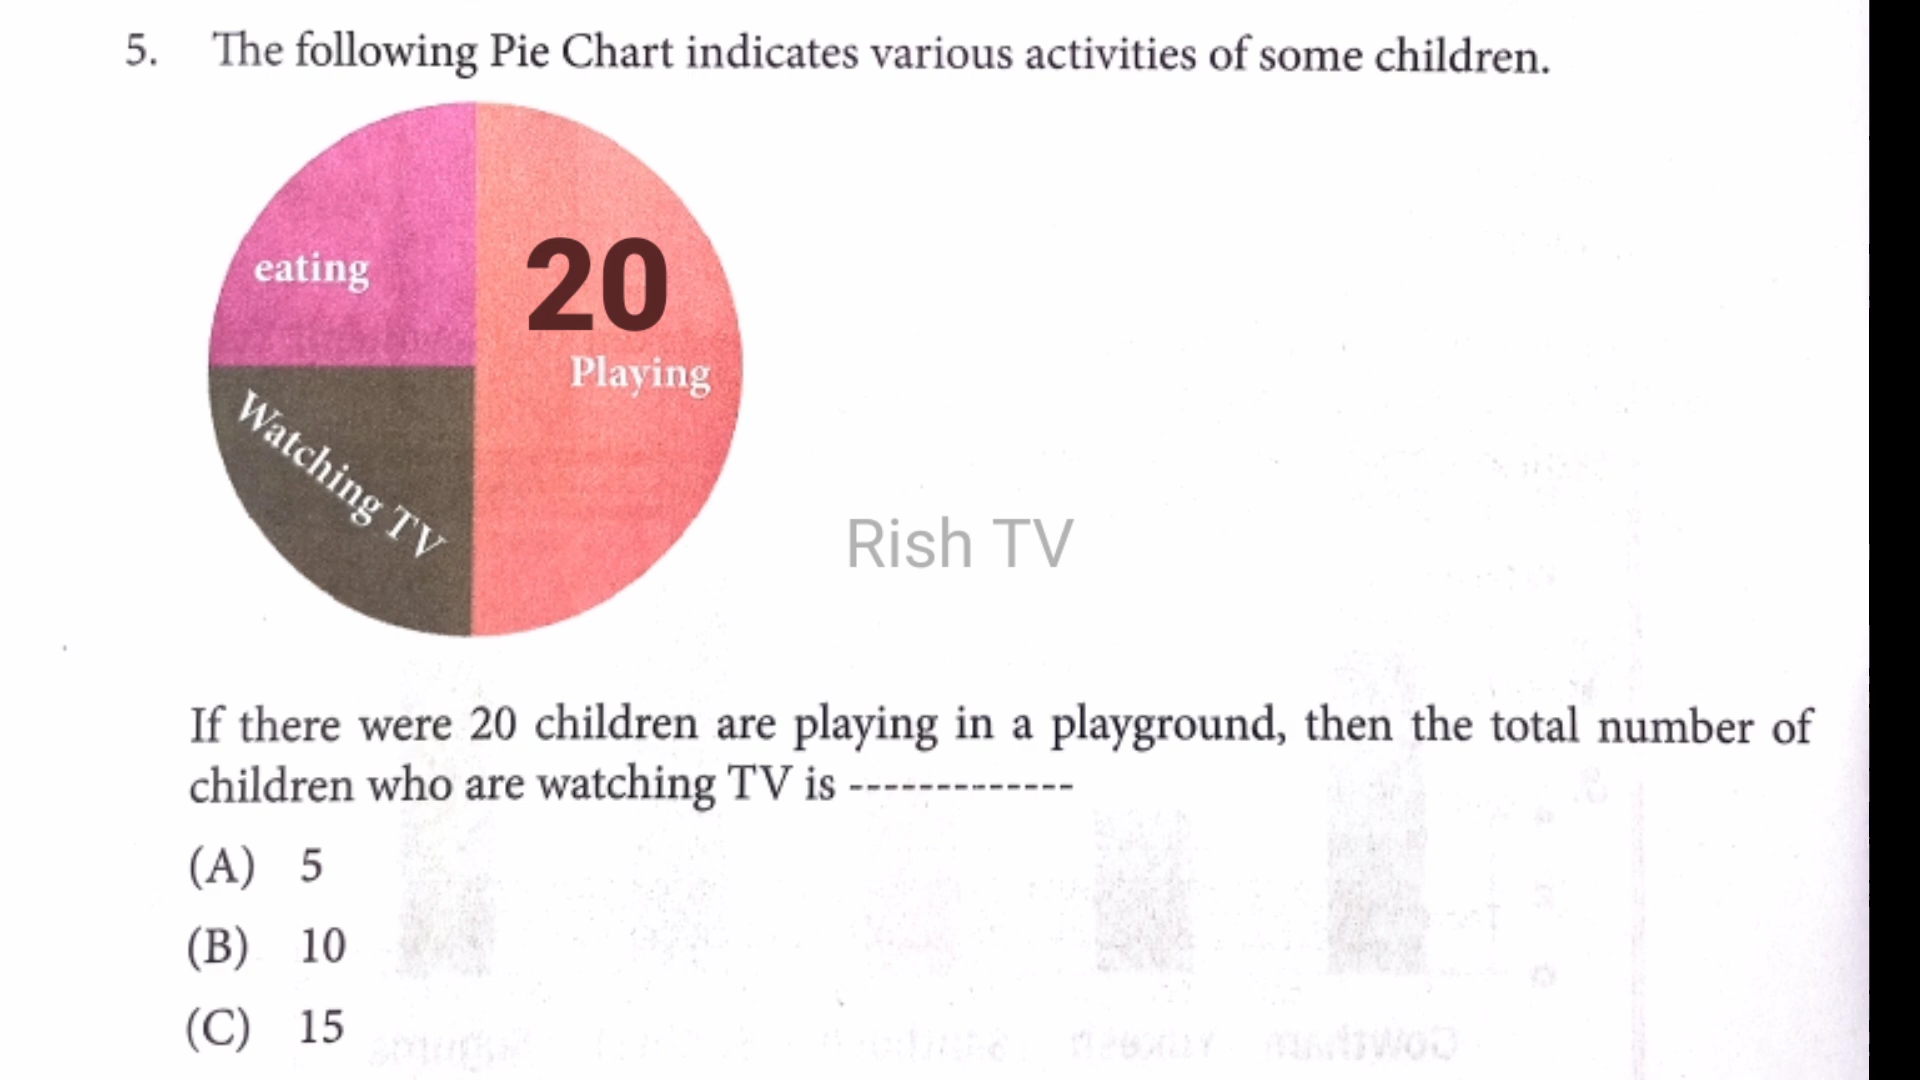 5. The following Pie Chart indicates various activities of some children.
eating
20
Playing
Watching TV
Rish TV
If there were 20 children are playing in a playground, then the total number of
children who are watching TV is -------------
(A) 5
(B) 10
(C) 15